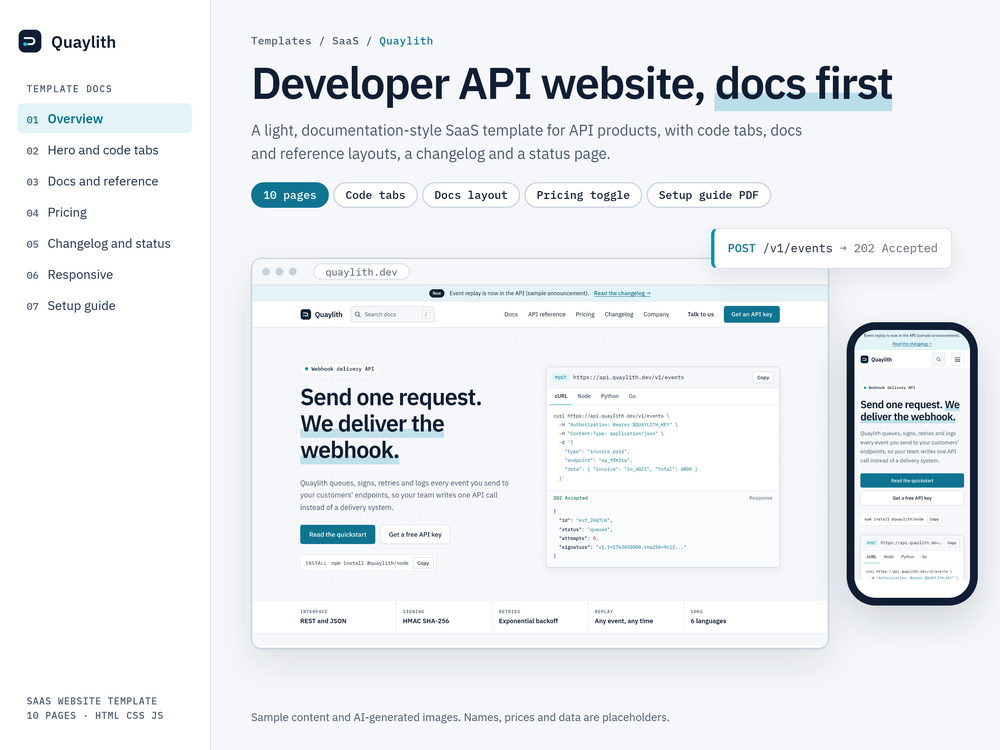 Quaylith
TEMPLATE DOCS
01 Overview
02 Hero and code tabs
03 Docs and reference
04 Pricing
05 Changelog and status
06 Responsive
07 Setup guide
SAAS WEBSITE TEMPLATE
10 PAGES · HTML CSS JS
Templates / SaaS / Quaylith
Developer API website, docs first
A light, documentation-style SaaS template for API products, with code tabs, docs
and reference layouts, a changelog and a status page.
10 pages Code tabs Docs layout Pricing toggle Setup guide PDF
POST /v1/events → 202 Accepted
quaylith.dev
New Event replay is now in the API (sample announcement). Read the changelog →
Quaylith Search docs / Docs API reference Pricing Changelog Company Talk to us Get an API key
Webhook delivery API
Send one request.
We deliver the
webhook.
Quaylith queues, signs, retries and logs every event you send to
your customers' endpoints, so your team writes one API call
instead of a delivery system.
Read the quickstart Get a free API key
INSTALL npm install @quaylith/node Copy
POST https://api.quaylith.dev/v1/events Copy
cURL Node Python Go
curl https://api.quaylith.dev/v1/events \
-H "Authorization: Bearer $QUAYLITH_KEY" \
-H "Content-Type: application/json" \
-d '{
"type": "invoice.paid",
"data": { "invoice": "in_4021", "total": 4800 }
}'
202 Accepted Response
{
"status": "queued",
"attempts": 0,
}
INTERFACE
REST and JSON
SIGNING
HMAC SHA-256
RETRIES
Exponential backoff
REPLAY
Any event, any time
SDKS
6 languages
Event replay is now in the API (sample announcement).
Read the changelog →
Quaylith
Webhook delivery API
Send one request. We
deliver the webhook.
Quaylith queues, signs, retries and logs
every event you send to your customers'
endpoints, so your team writes one API
call instead of a delivery system.
Read the quickstart
Get a free API key
npm install @quaylith/node Copy
POST https://api.quaylith.dev… Copy
cURL Node Python Go
curl https://api.quaylith.dev/v1/events \
-H "Authorization: Bearer $QUAYLITH
Sample content and AI-generated images. Names, prices and data are placeholders.